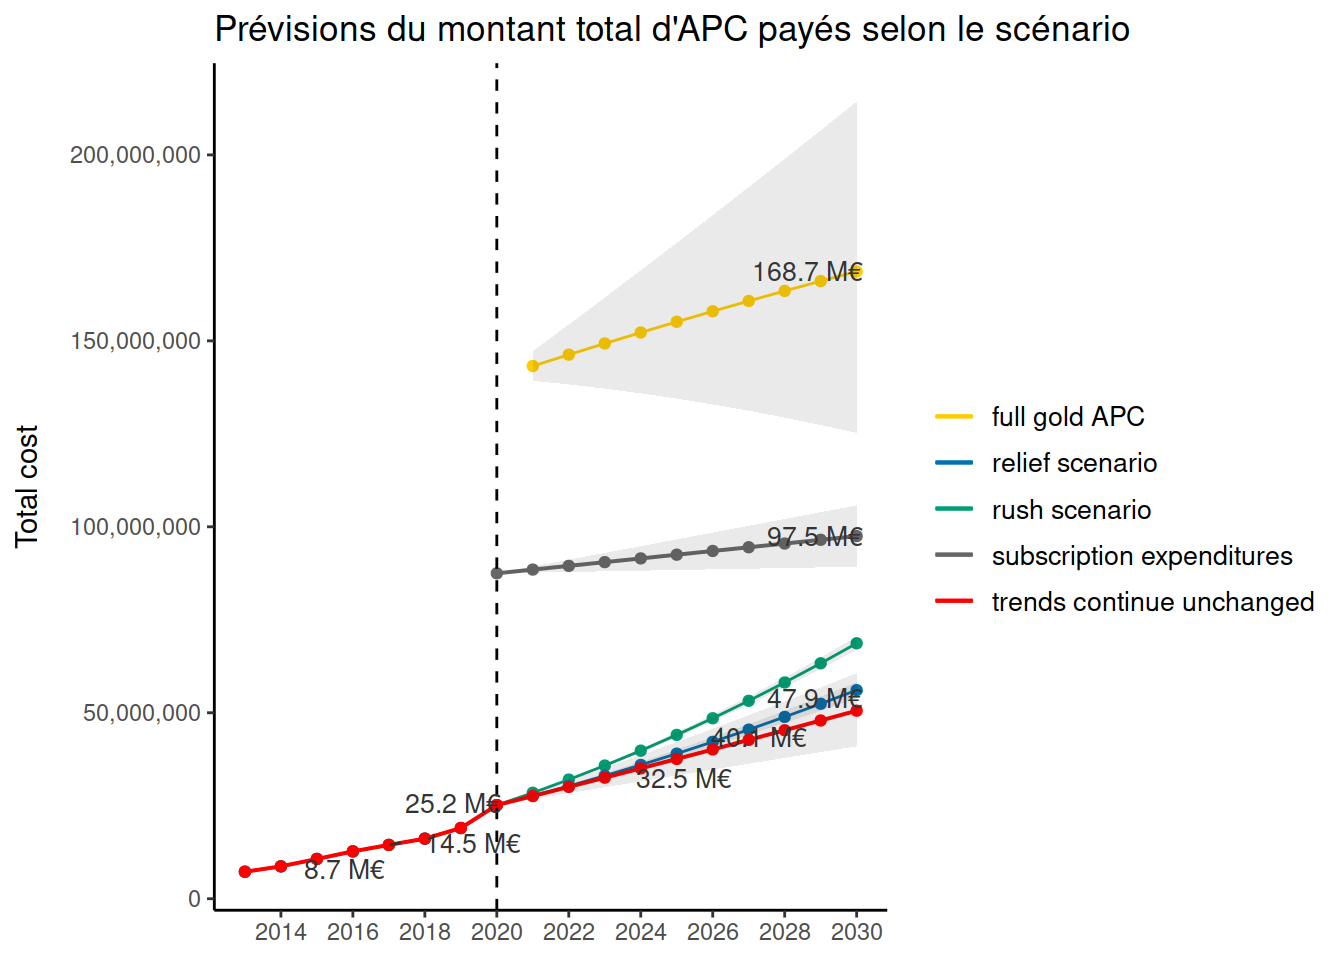 Prévisions du montant total d'APC payés selon le scénario
Total cost
200,000,000
150,000,000
100,000,000
50,000,000
0
168.7 M€
97.5 M€
47.9 M€
40.1 M€
32.5 M€
25.2 M€
14.5 M€
8.7 M€
2014 2016 2018 2020 2022 2024 2026 2028 2030
full gold APC
relief scenario
rush scenario
subscription expenditures
trends continue unchanged